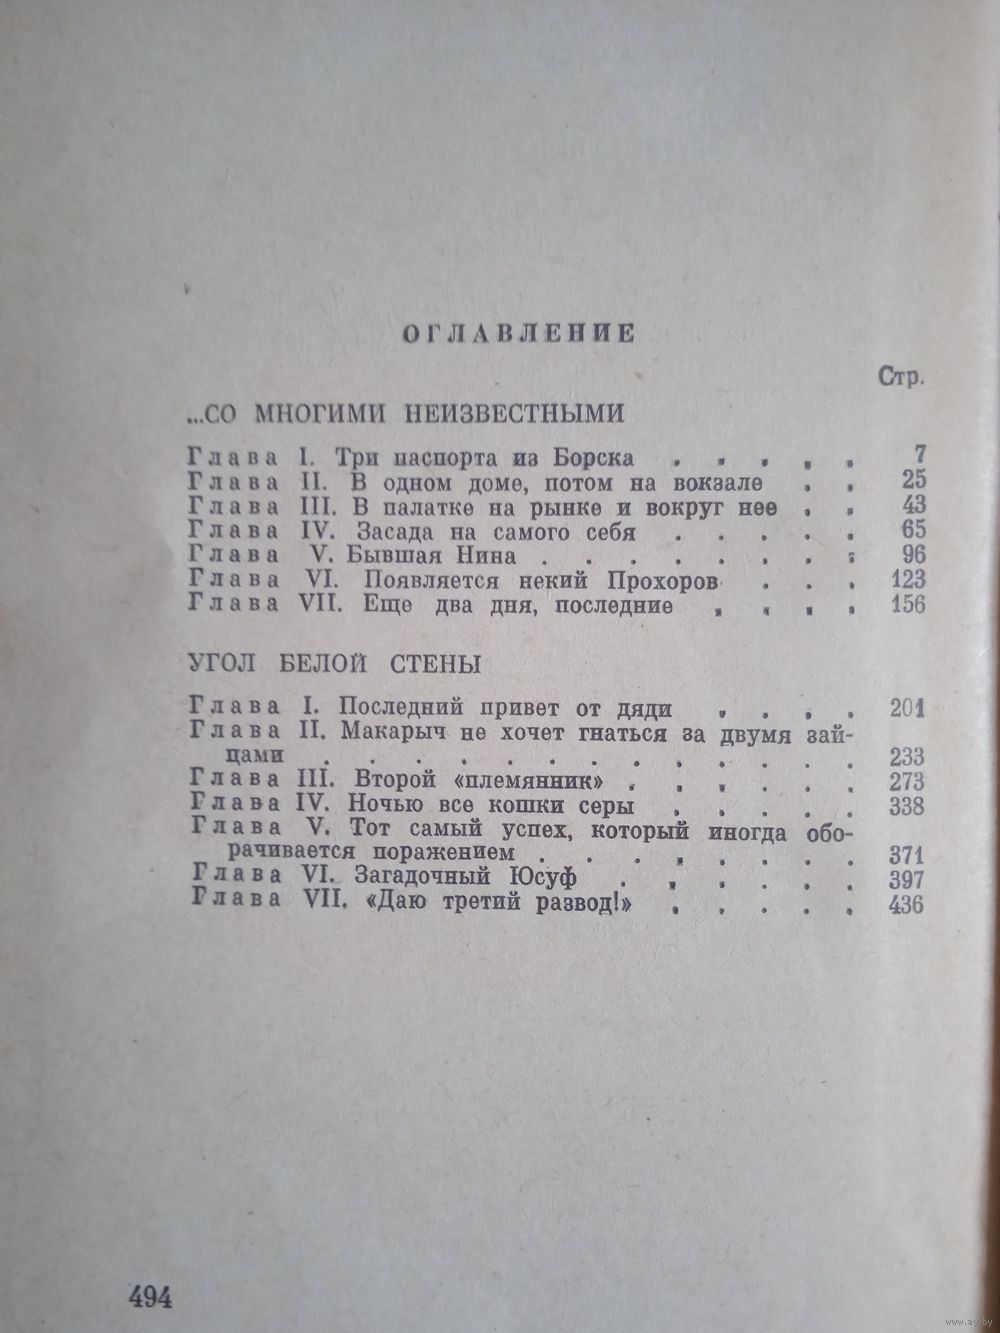 ОГЛАВЛЕНИЕ
Стр.
...СО МНОГИМИ НЕИЗВЕСТНЫМИ
Глава I. Три паспорта из Борска . . . . . 7
Глава II. В одном доме, потом на вокзале . . 25
Глава III. В палатке на рынке и вокруг нее . . 43
Глава IV. Засада на самого себя . . . . . 65
Глава V. Бывшая Нина . . . . . . . . 96
Глава VI. Появляется некий Прохоров . . . 123
Глава VII. Еще два дня, последние . . . . 156
УГОЛ БЕЛОЙ СТЕНЫ
Глава I. Последний привет от дяди . . . . 201
Глава II. Макарыч не хочет гнаться за двумя зай-
цами . . . . . . . . . . . . 233
Глава III. Второй «племянник» . . . . . . 273
Глава IV. Ночью все кошки серы . . . . . 338
Глава V. Тот самый успех, который иногда обо-
рачивается поражением . . . . . . . . 371
Глава VI. Загадочный Юсуф . . . . . . 397
Глава VII. «Даю третий развод!» . . . . . 436
494
www.ay.by